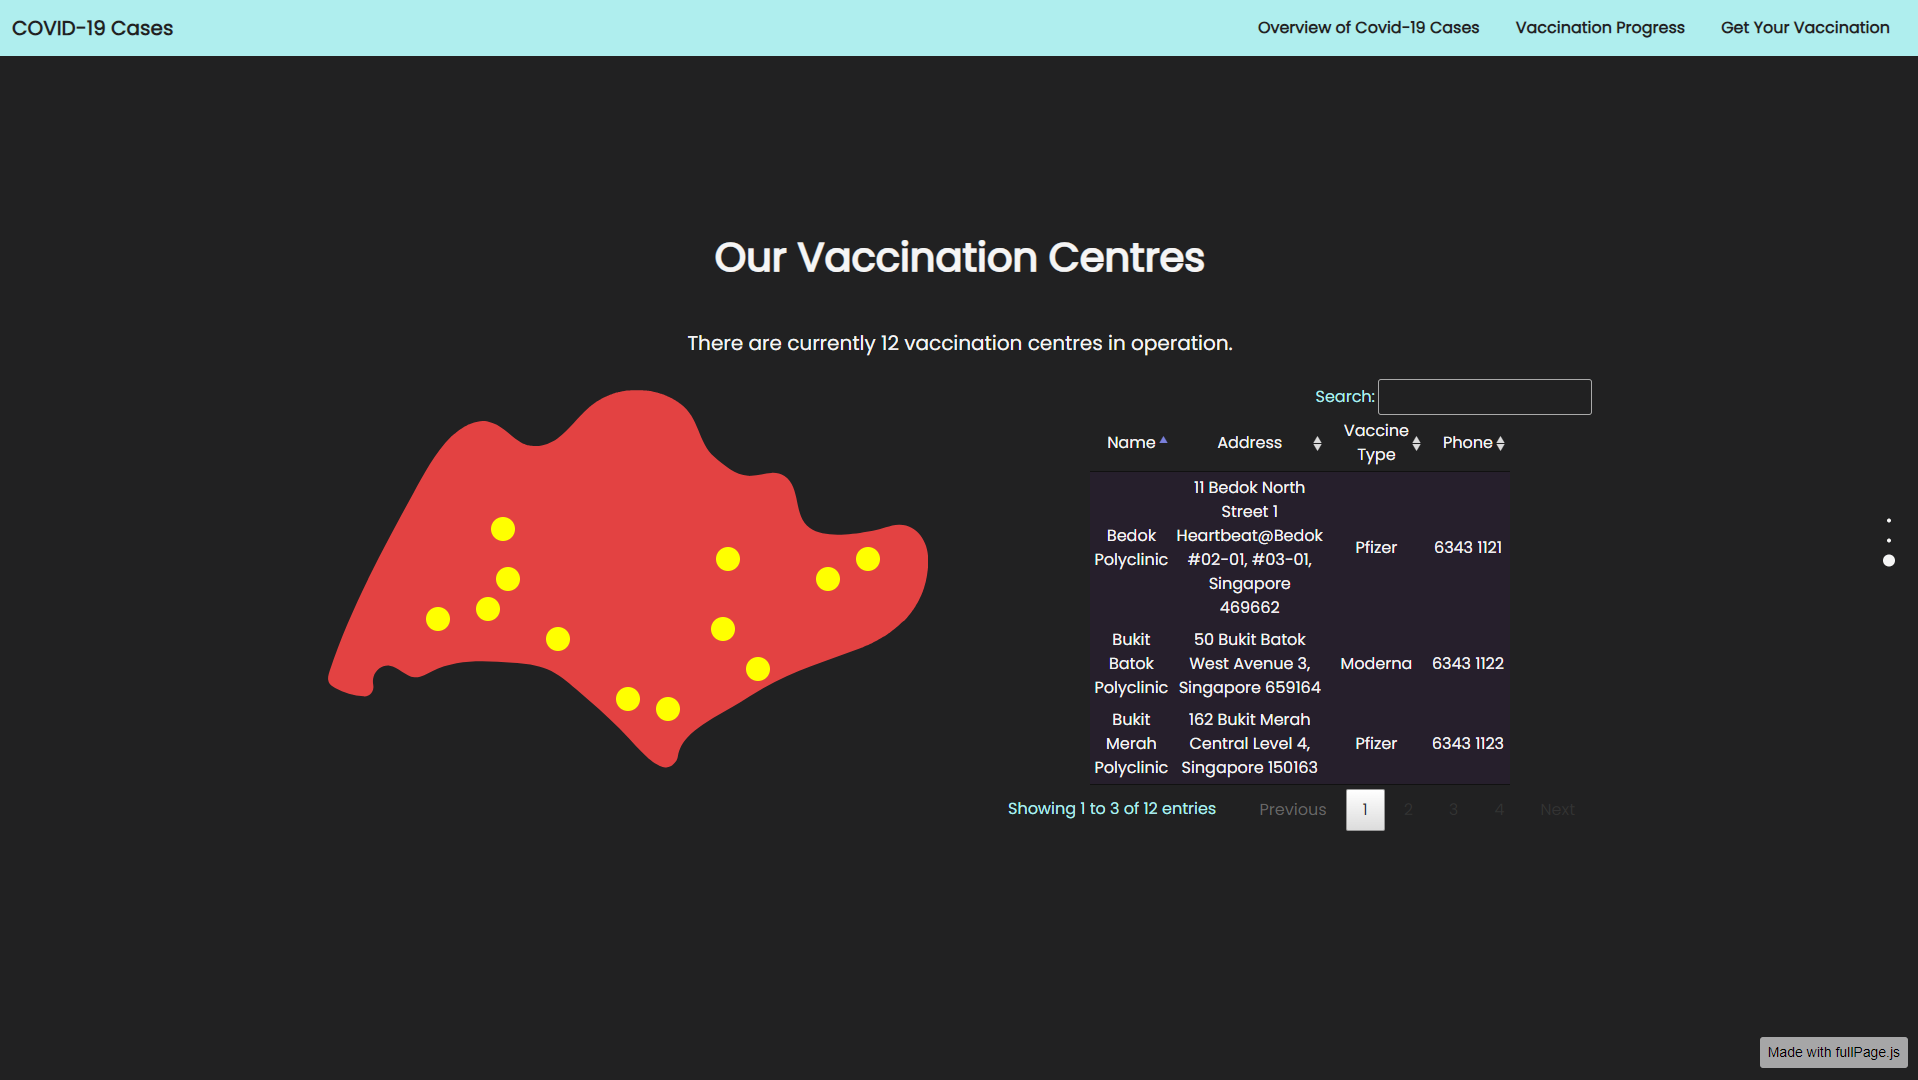 COVID-19 Cases
Overview of Covid-19 Cases
Vaccination Progress
Get Your Vaccination
Our Vaccination Centres
There are currently 12 vaccination centres in operation.
Search:
Name
Address
Vaccine
Type
Phone
Bedok
Polyclinic
11 Bedok North
Street 1
Heartbeat@Bedok
#02-01, #03-01,
Singapore
469662
Pfizer
6343 1121
Bukit
Batok
Polyclinic
50 Bukit Batok
West Avenue 3,
Singapore 659164
Moderna
6343 1122
Bukit
Merah
Polyclinic
162 Bukit Merah
Central Level 4,
Singapore 150163
Pfizer
6343 1123
Showing 1 to 3 of 12 entries
Previous
1
2
3
4
Next
Made with fullPage.js